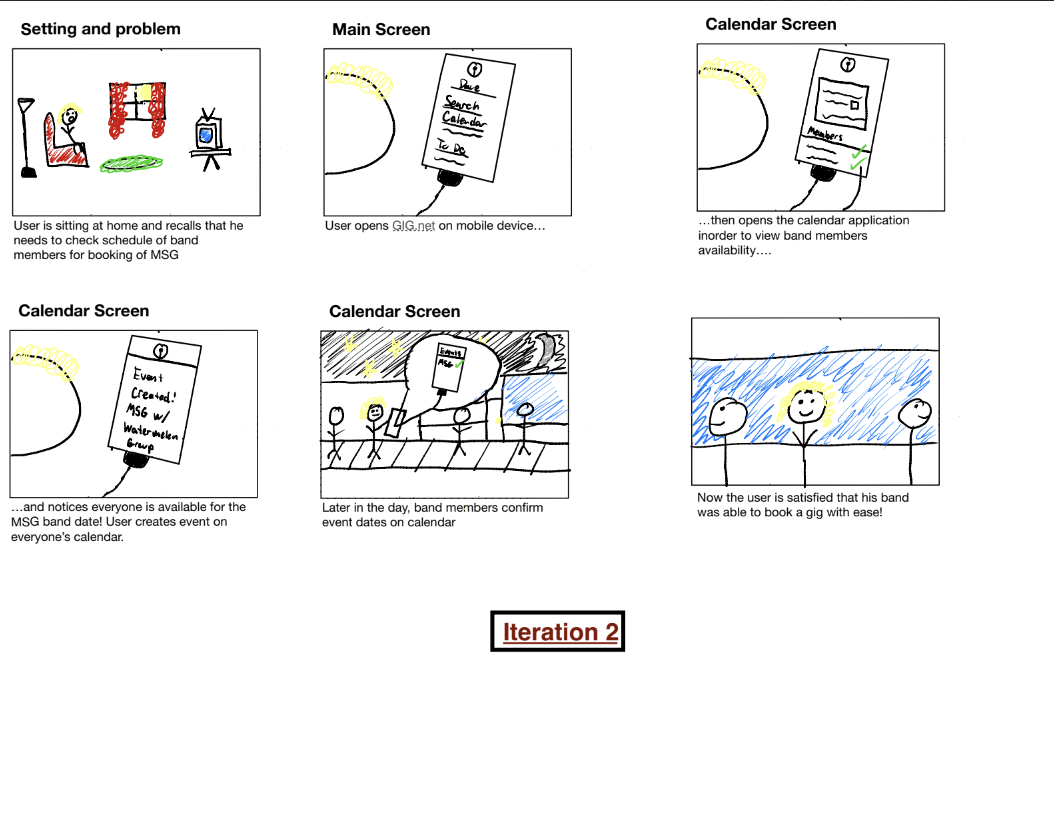 Setting and problem
User is sitting at home and recalls that he
needs to check schedule of band
members for booking of MSG
Main Screen
Dave
Search
Calendar
To Do
User opens GIG.net on mobile device…
Calendar Screen
Members
…then opens the calendar application
inorder to view band members
availability….
Calendar Screen
Event
Created!
MSG w/
Watermelon
Group
…and notices everyone is available for the
MSG band date! User creates event on
everyone's calendar.
Calendar Screen
Events
MSG
Later in the day, band members confirm
event dates on calendar
Now the user is satisfied that his band
was able to book a gig with ease!
Iteration 2